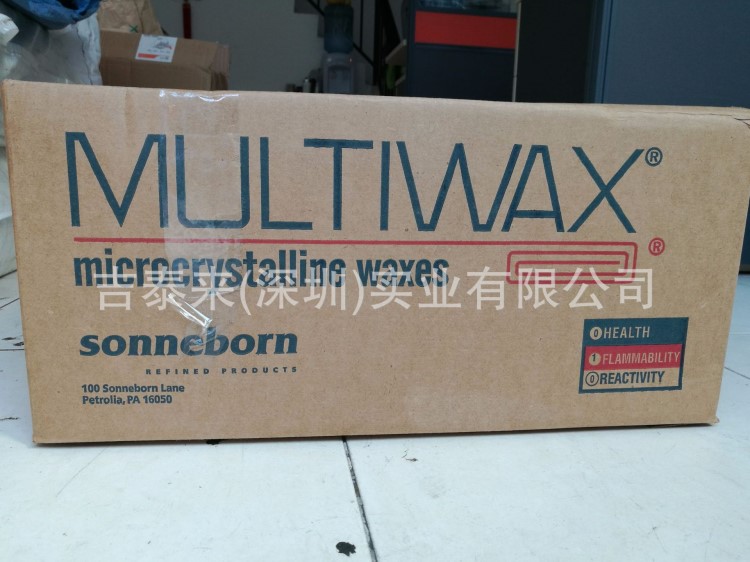 MULTIWAX®
®
microcrystalline waxes
吉泰来(深圳)实业有限公司
sonneborn
REFINED PRODUCTS
100 Sonneborn Lane
Petrolia, PA 16050
0 HEALTH
1 FLAMMABILITY
0 REACTIVITY